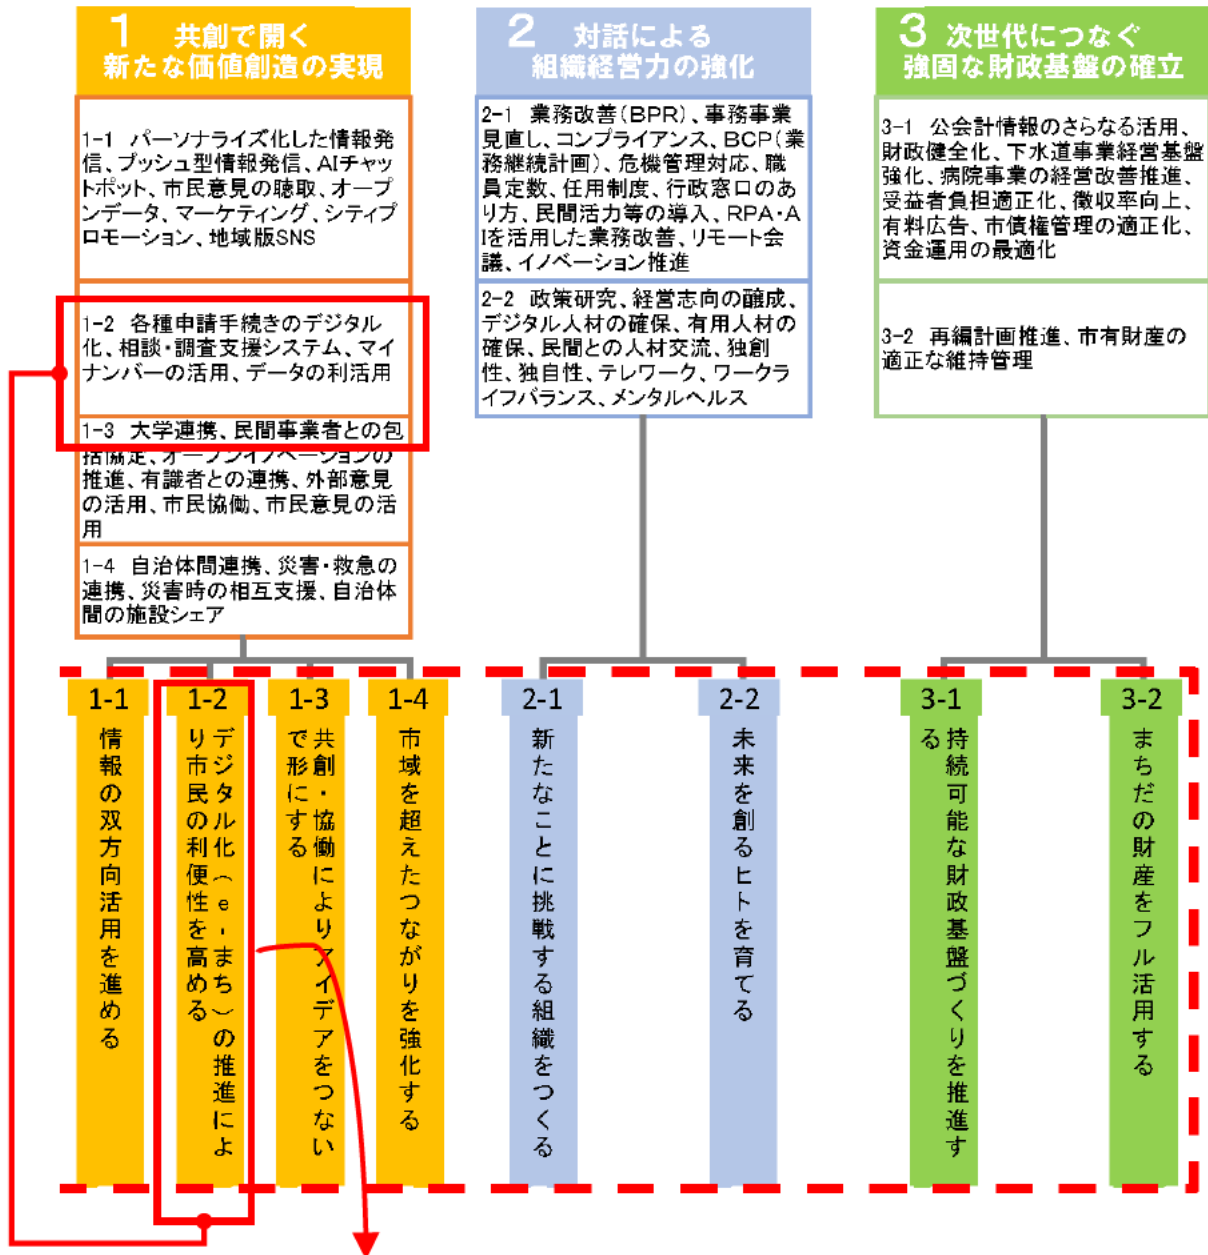 1 共創で開く
新たな価値創造の実現
1-1 パーソナライズ化した情報発
信、プッシュ型情報発信、AIチャッ
トボット、市民意見の聴取、オープ
ンデータ、マーケティング、シティプ
ロモーション、地域版SNS
1-2 各種申請手続きのデジタル
化、相談・調査支援システム、マイ
ナンバーの活用、データの利活用
1-3 大学連携、民間事業者との包
括協定、オープンイノベーションの
推進、有識者との連携、外部意見
の活用、市民協働、市民意見の活
用
1-4 自治体間連携、災害・救急の
連携、災害時の相互支援、自治体
間の施設シェア
2 対話による
組織経営力の強化
2-1 業務改善(BPR)、事務事業
見直し、コンプライアンス、BCP(業
務継続計画)、危機管理対応、職
員定数、任用制度、行政窓口のあ
り方、民間活力等の導入、RPA・A
Iを活用した業務改善、リモート会
議、イノベーション推進
2-2 政策研究、経営志向の醸成、
デジタル人材の確保、有用人材の
確保、民間との人材交流、独創
性、独自性、テレワーク、ワークラ
イフバランス、メンタルヘルス
3 次世代につなぐ
強固な財政基盤の確立
3-1 公会計情報のさらなる活用、
財政健全化、下水道事業経営基盤
強化、病院事業の経営改善推進、
受益者負担適正化、徴収率向上、
有料広告、市債権管理の適正化、
資金運用の最適化
3-2 再編計画推進、市有財産の
適正な維持管理
1-1
情報の双方向活用を進める
1-2
デジタル化(e-まち)の推進によ
り市民の利便性を高める
1-3
共創・協働によりアイデアをつない
で形にする
1-4
市域を超えたつながりを強化する
2-1
新たなことに挑戦する組織をつくる
2-2
未来を創るヒトを育てる
3-1
持続可能な財政基盤づくりを推進す
る
3-2
まちだの財産をフル活用する